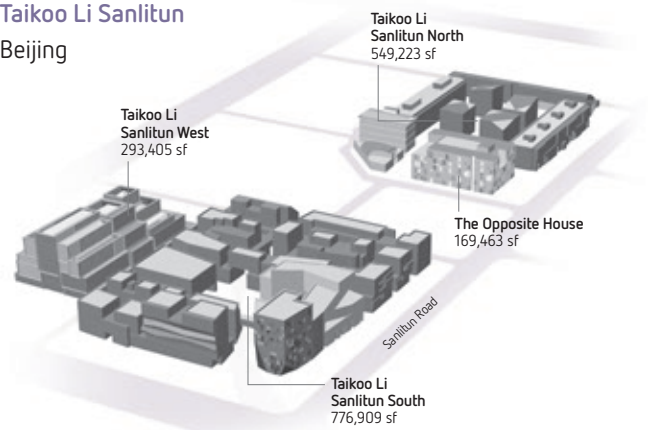 Taikoo Li Sanlitun
Beijing
Taikoo Li
Sanlitun North
549,223 sf
Taikoo Li
Sanlitun West
293,405 sf
The Opposite House
169,463 sf
Sanlitun Road
Taikoo Li
Sanlitun South
776,909 sf